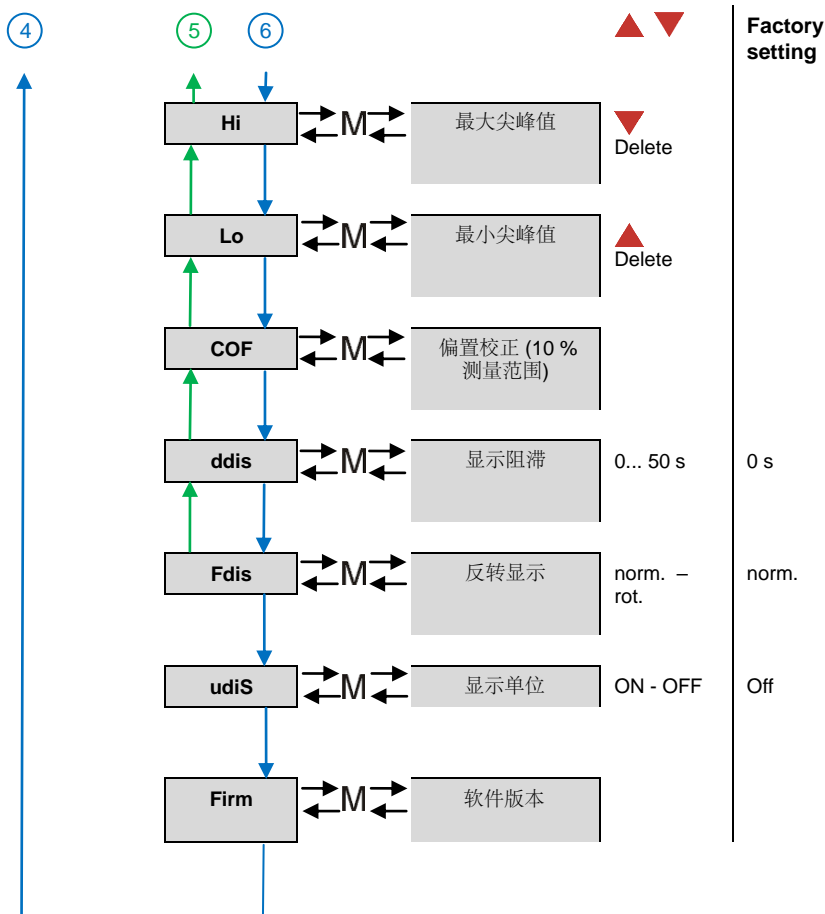 4
5
6
Factory
setting
Hi
M
最大尖峰值
Delete
Lo
M
最小尖峰值
Delete
COF
M
偏置校正 (10 %
测量范围)
ddis
M
显示阻滞
0... 50 s
0 s
Fdis
M
反转显示
norm. –
rot.
norm.
udiS
M
显示单位
ON - OFF
Off
Firm
M
软件版本